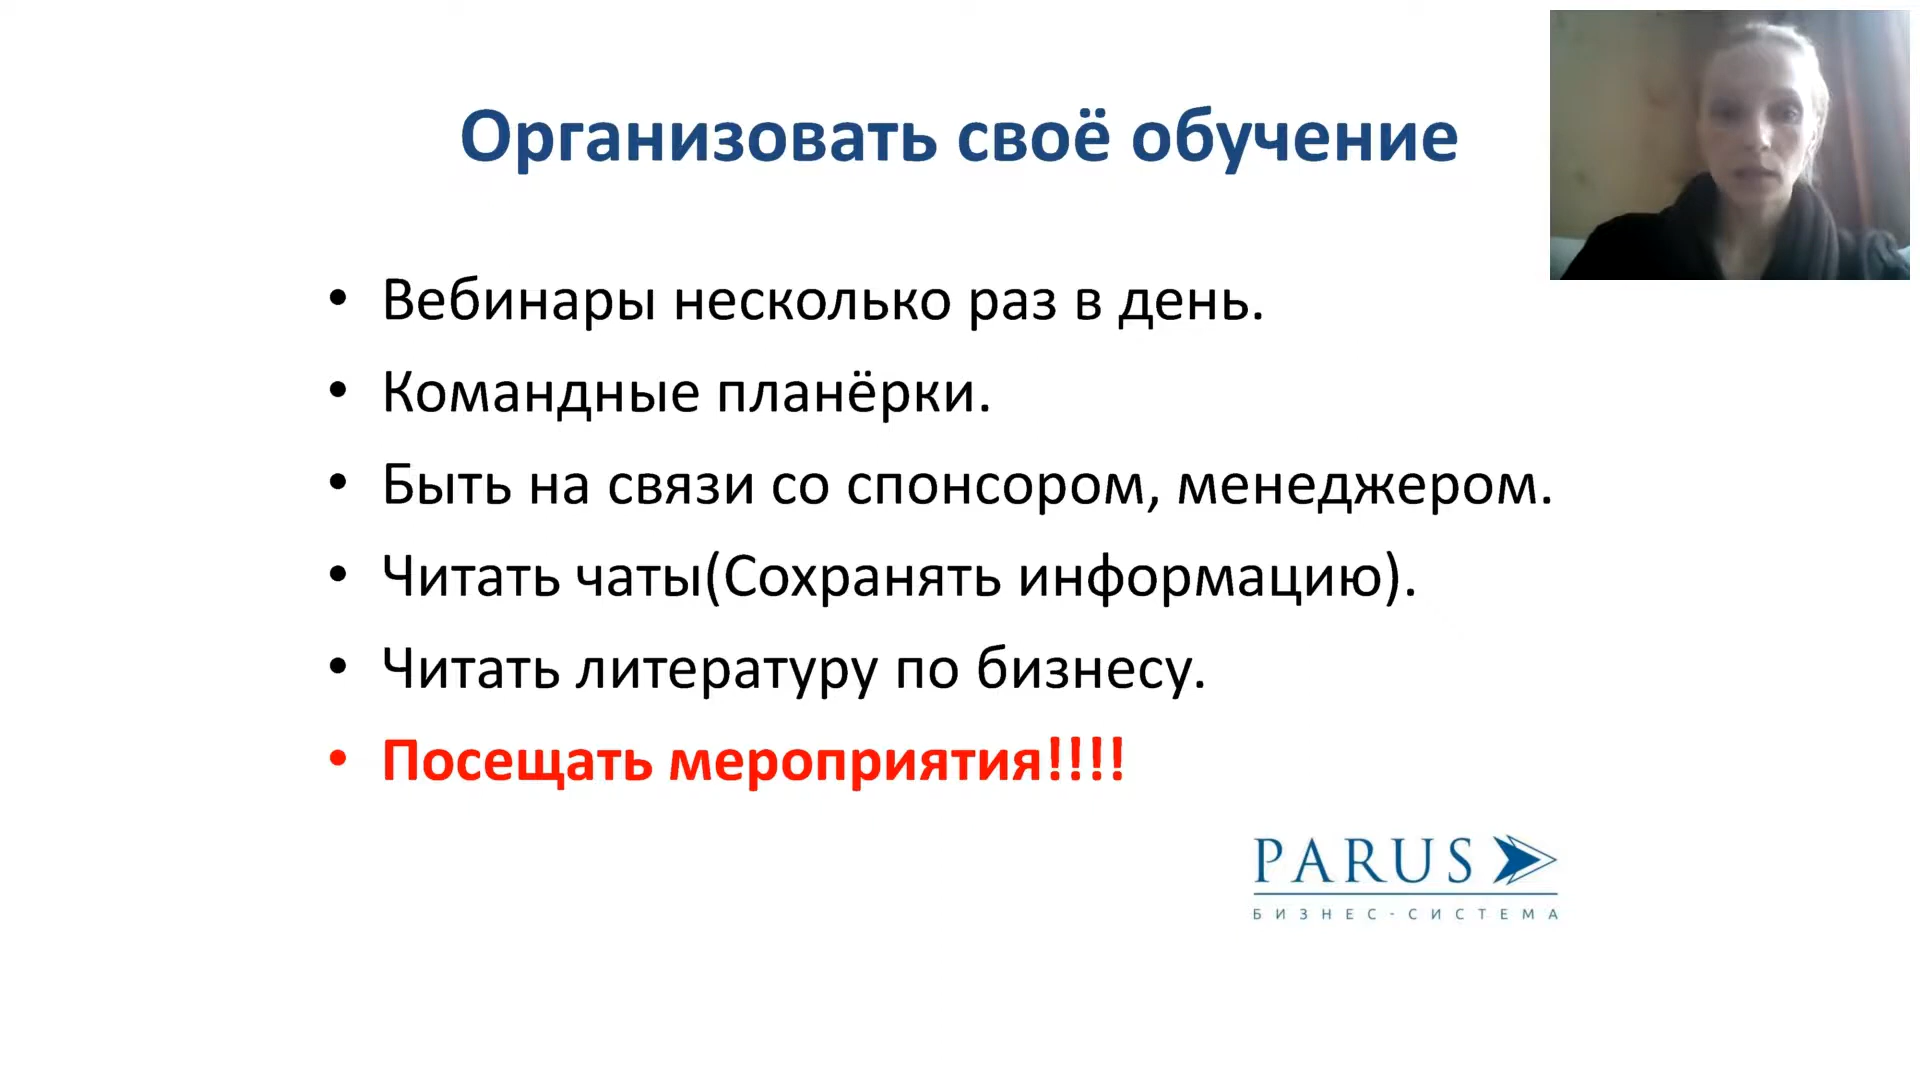 Организовать своё обучение
• Вебинары несколько раз в день.
• Командные планёрки.
• Быть на связи со спонсором, менеджером.
• Читать чаты(Сохранять информацию).
• Читать литературу по бизнесу.
• Посещать мероприятия!!!!
PARUS
БИЗНЕС-СИСТЕМА